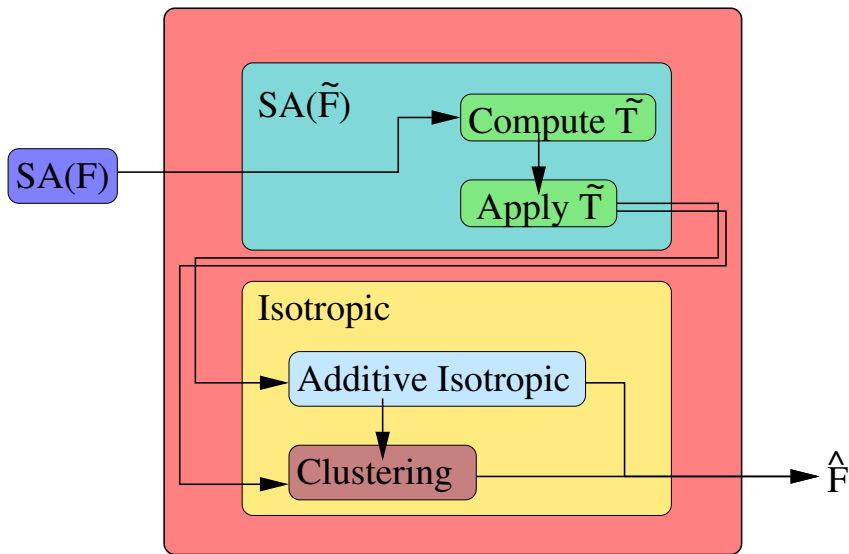 SA(F̃)
Compute T̃
SA(F)
Apply T̃
Isotropic
Additive Isotropic
Clustering
F̂